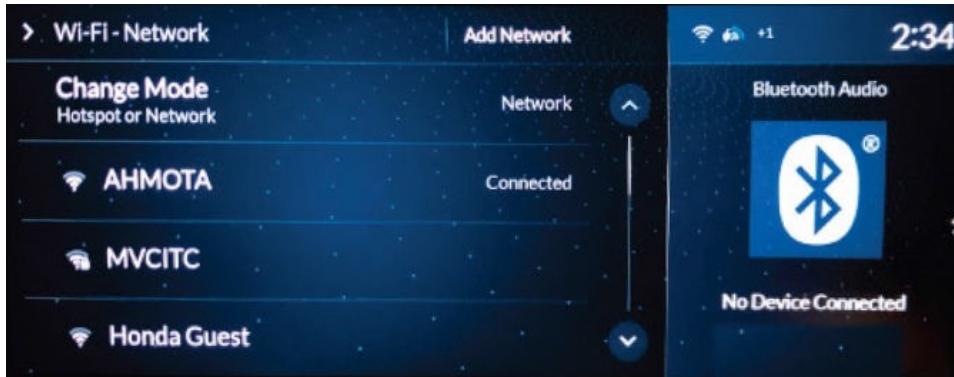 Wi-Fi - Network
Add Network
+1
2:34
Change Mode
Hotspot or Network
Network
AHMOTA
Connected
MVCITC
Honda Guest
Bluetooth Audio
®
No Device Connected